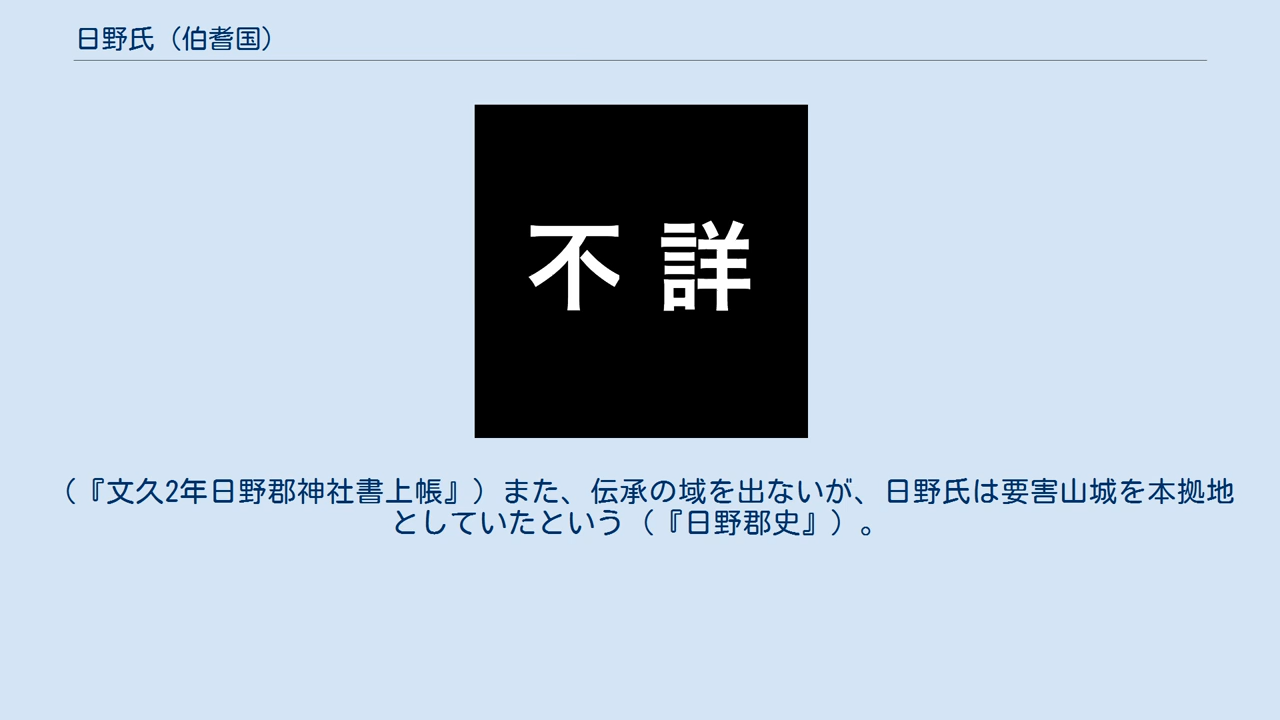 日野氏（伯耆国）
不詳
（『文久2年日野郡神社書上帳』）また、伝承の域を出ないが、日野氏は要害山城を本拠地
としていたという（『日野郡史』）。